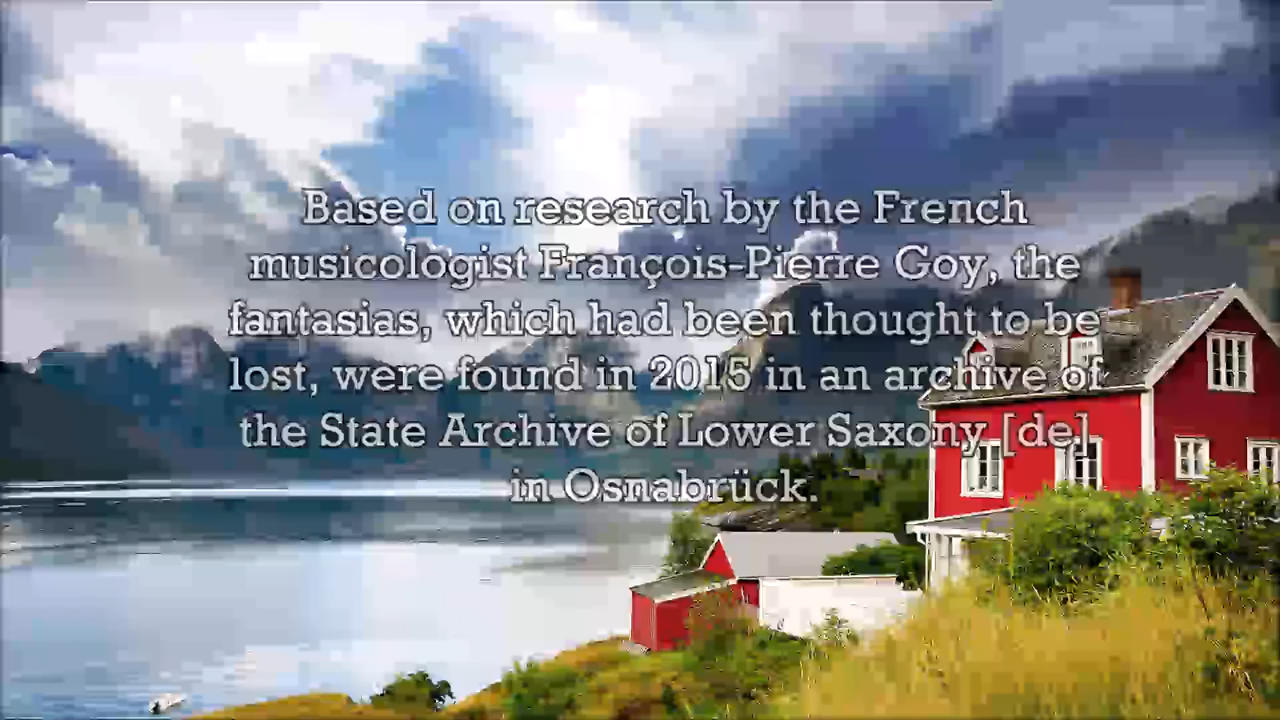 Based on research by the French
musicologist François-Pierre Goy, the
fantasias, which had been thought to be
lost, were found in 2015 in an archive of
the State Archive of Lower Saxony [de]
in Osnabrück.